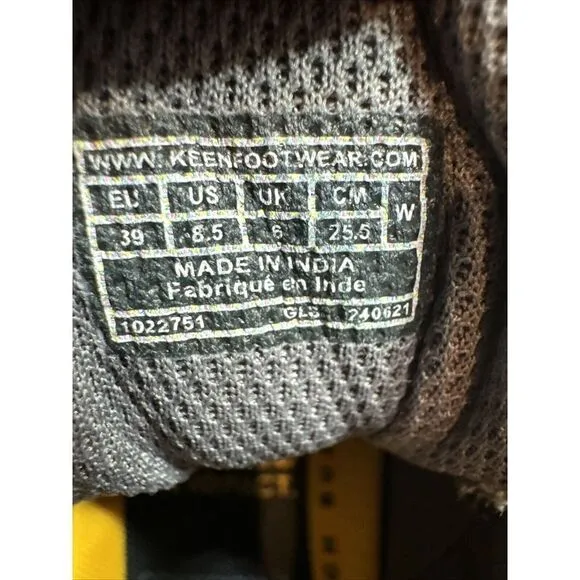 WWW.KEENFOOTWEAR.COM
EU US UK CM W
39 8.5 6 25.5
MADE IN INDIA
Fabriqué en Inde
1022751 240621